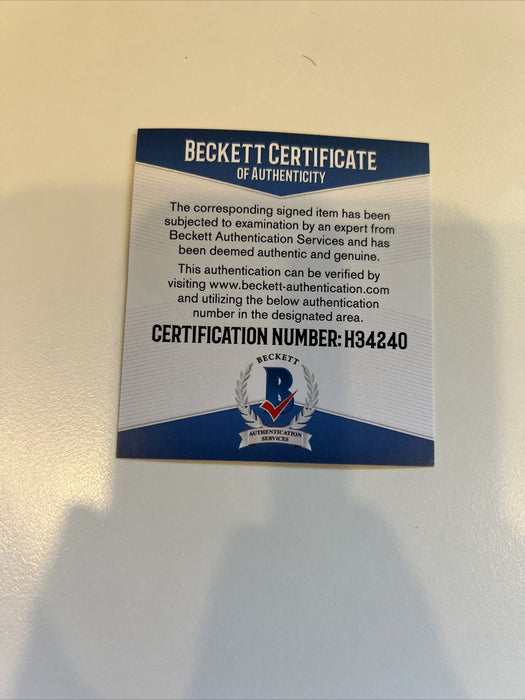 BECKETT CERTIFICATE
OF AUTHENTICITY
The corresponding signed item has been
subjected to examination by an expert from
Beckett Authentication Services and has
been deemed authentic and genuine.
This authentication can be verified by
visiting www.beckett-authentication.com
and utilizing the below authentication
number in the designated area.
CERTIFICATION NUMBER: H34240
BECKETT
B
AUTHENTICATION
SERVICES